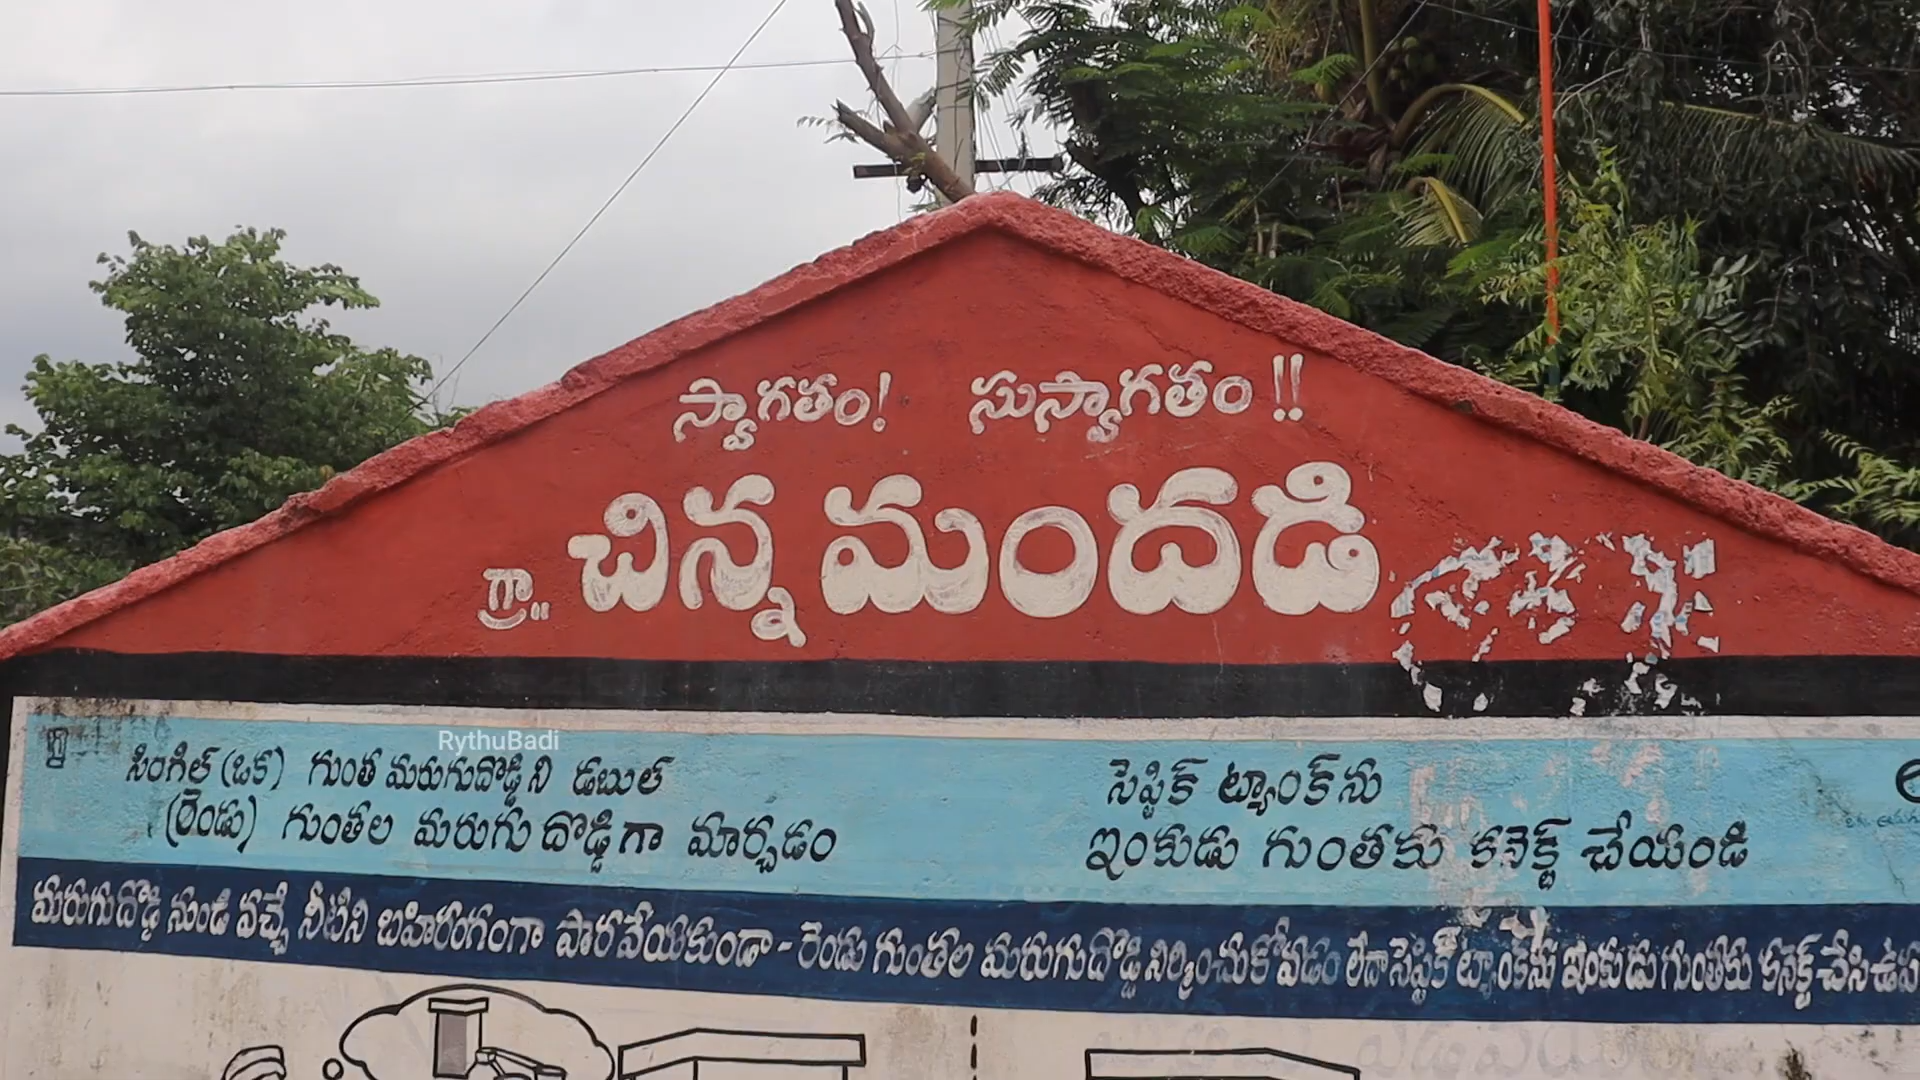 స్వాగతం! సుస్వాగతం!!
గ్రా.. చిన్నమందడి
RythuBadi
సింగిల్ (ఒక) గుంత మరుగుదొడ్డిని డబుల్
(రెండు) గుంతల మరుగుదొడ్డిగా మార్చడం
సెప్టిక్ ట్యాంక్‌ను
ఇంకుడు గుంతకు కనెక్ట్ చేయండి
మరుగుదొడ్డి నుండి వచ్చే నీటిని బహిరంగంగా పారవేయకుండా - రెండు గుంతల మరుగుదొడ్డి నిర్మించుకోవడం లేదా సెప్టిక్ ట్యాంక్‌ను ఇంకుడు గుంతకు కనెక్ట్ చేసి